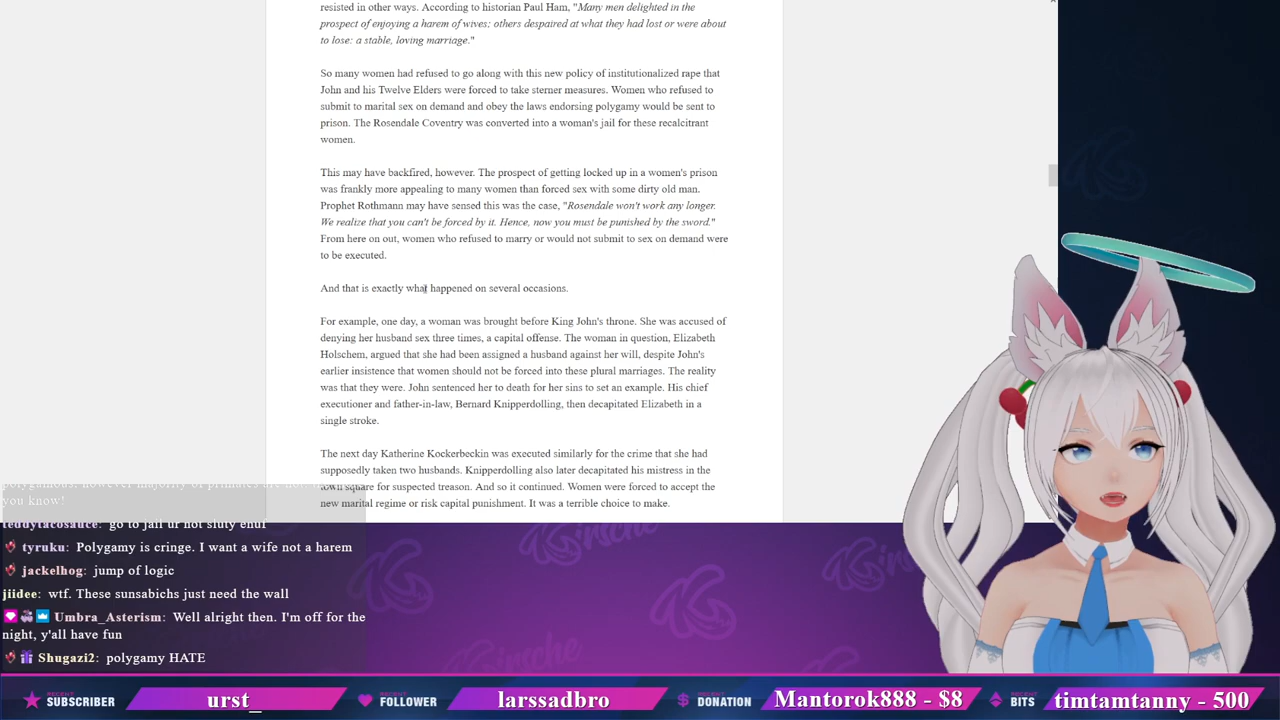 resisted in other ways. According to historian Paul Ham, "Many men delighted in the
prospect of enjoying a harem of wives; others despaired at what they had lost or were about
to lose: a stable, loving marriage."
So many women had refused to go along with this new policy of institutionalized rape that
John and his Twelve Elders were forced to take sterner measures. Women who refused to
submit to marital sex on demand and obey the laws endorsing polygamy would be sent to
prison. The Rosendale Coventry was converted into a woman's jail for these recalcitrant
women.
This may have backfired, however. The prospect of getting locked up in a women's prison
was frankly more appealing to many women than forced sex with some dirty old man.
Prophet Rothmann may have sensed this was the case, "Rosendale won't work any longer.
We realize that you can't be forced by it. Hence, now you must be punished by the sword."
From here on out, women who refused to marry or would not submit to sex on demand were
to be executed.
And that is exactly what happened on several occasions.
For example, one day, a woman was brought before King John's throne. She was accused of
denying her husband sex three times, a capital offense. The woman in question, Elizabeth
Holschem, argued that she had been assigned a husband against her will, despite John's
earlier insistence that women should not be forced into these plural marriages. The reality
was that they were. John sentenced her to death for her sins to set an example. His chief
executioner and father-in-law, Bernard Knipperdolling, then decapitated Elizabeth in a
single stroke.
The next day Katherine Kockerbeckin was executed similarly for the crime that she had
supposedly taken two husbands. Knipperdolling also later decapitated his mistress in the
town square for suspected treason. And so it continued. Women were forced to accept the
new marital regime or risk capital punishment. It was a terrible choice to make.
you know!
teddytacosauce: go to jail ur not sluty enuf
tyruku: Polygamy is cringe. I want a wife not a harem
jackelhog: jump of logic
jiidee: wtf. These sunsabichs just need the wall
Umbra_Asterism: Well alright then. I'm off for the
night, y'all have fun
Shugazi2: polygamy HATE
RECENT SUBSCRIBER urst_
RECENT FOLLOWER larssadbro
RECENT DONATION Mantorok888 - $8
RECENT BITS timtamtanny - 500